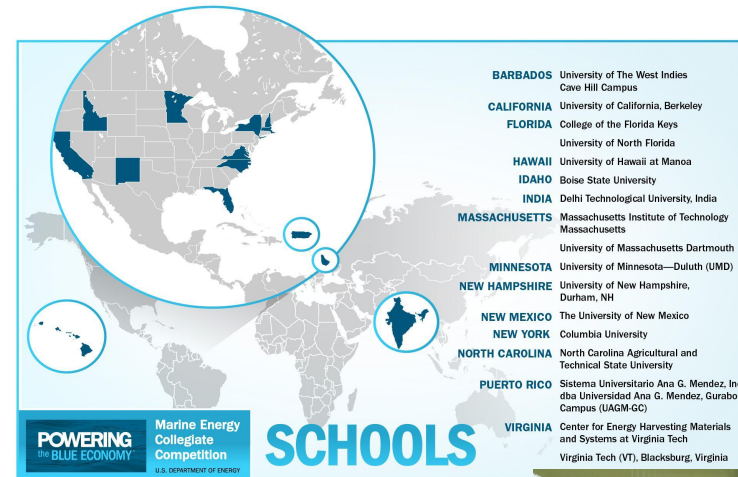 BARBADOS University of The West Indies
Cave Hill Campus
CALIFORNIA University of California, Berkeley
FLORIDA College of the Florida Keys
University of North Florida
HAWAII University of Hawaii at Manoa
IDAHO Boise State University
INDIA Delhi Technological University, India
MASSACHUSETTS Massachusetts Institute of Technology
Massachusetts
University of Massachusetts Dartmouth
MINNESOTA University of Minnesota—Duluth (UMD)
NEW HAMPSHIRE University of New Hampshire,
Durham, NH
NEW MEXICO The University of New Mexico
NEW YORK Columbia University
NORTH CAROLINA North Carolina Agricultural and
Technical State University
PUERTO RICO Sistema Universitario Ana G. Mendez,
dba Universidad Ana G. Mendez, Gurabo
Campus (UAGM-GC)
VIRGINIA Center for Energy Harvesting Materials
and Systems at Virginia Tech
Virginia Tech (VT), Blacksburg, Virginia
POWERING
the BLUE ECONOMY
Marine Energy
Collegiate
Competition
U.S. DEPARTMENT OF ENERGY
SCHOOLS